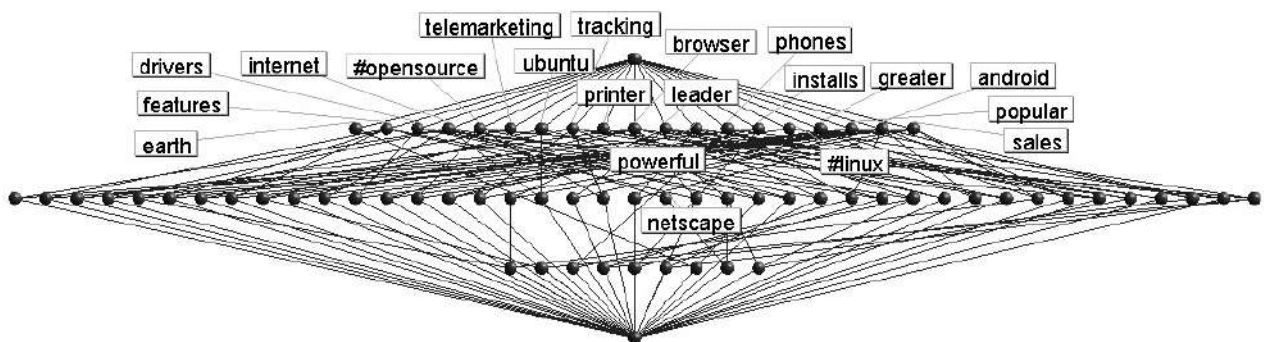 telemarketing
tracking
browser
phones
drivers
internet
#opensource
ubuntu
installs
greater
android
features
printer
leader
popular
earth
sales
powerful
#linux
netscape